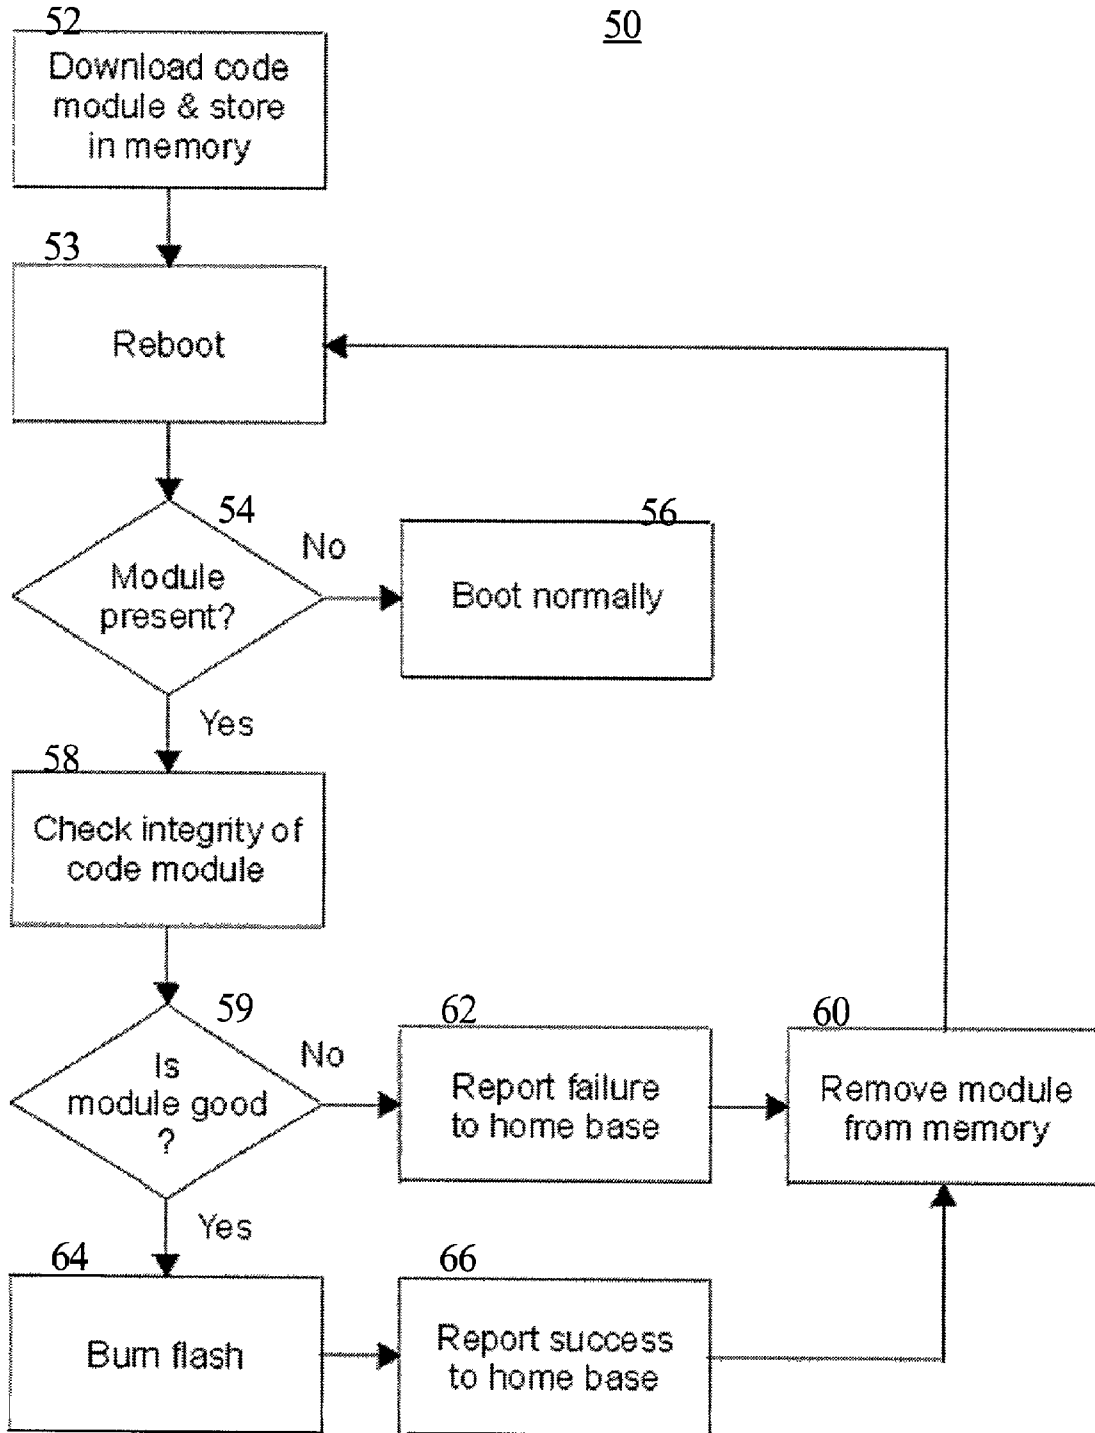 50
52
Download code
module & store
in memory
53
Reboot
54
Module
present?
No
56
Boot normally
Yes
58
Check integrity of
code module
59
Is
module good
?
No
62
Report failure
to home base
60
Remove module
from memory
Yes
64
Burn flash
66
Report success
to home base